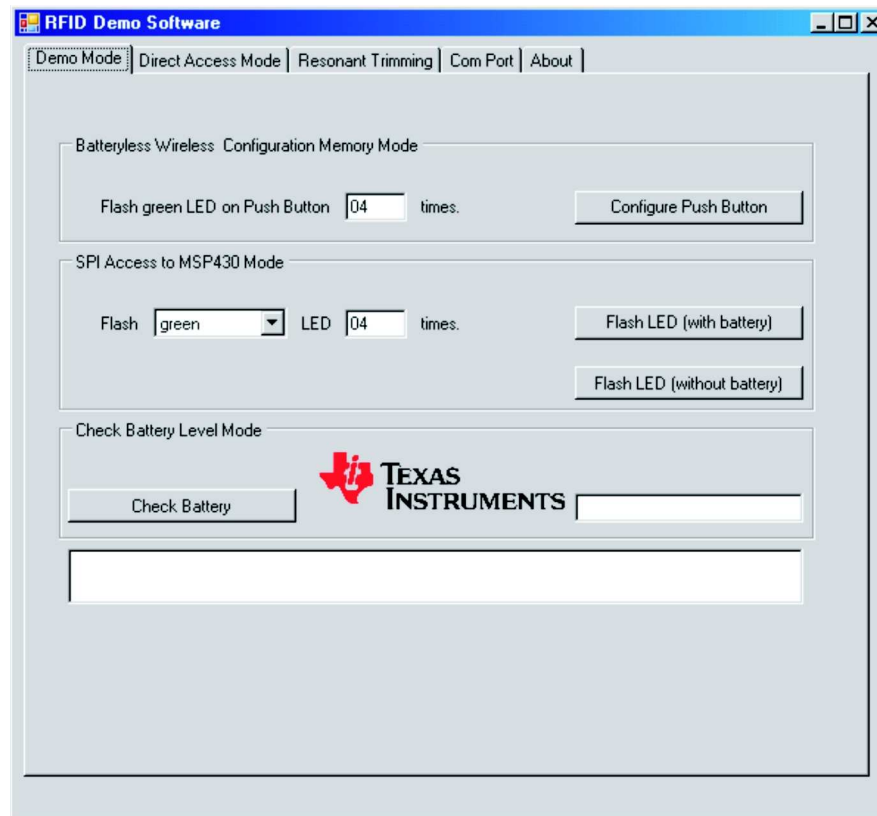 RFID Demo Software
Demo Mode Direct Access Mode Resonant Trimming Com Port About
Batteryless Wireless Configuration Memory Mode
Flash green LED on Push Button 04 times. Configure Push Button
SPI Access to MSP430 Mode
Flash green LED 04 times. Flash LED (with battery)
Flash LED (without battery)
Check Battery Level Mode
Check Battery
TEXAS
INSTRUMENTS